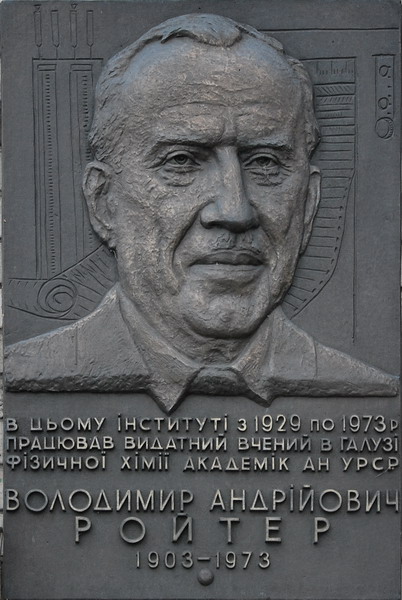 В ЦЬОМУ ІНСТИТУТІ З 1929 ПО 1973 Р
ПРАЦЮВАВ ВИДАТНИЙ ВЧЕНИЙ В ГАЛУЗІ
ФІЗИЧНОЇ ХІМІЇ АКАДЕМІК АН УРСР
ВОЛОДИМИР АНДРІЙОВИЧ
РОЙТЕР
1903–1973